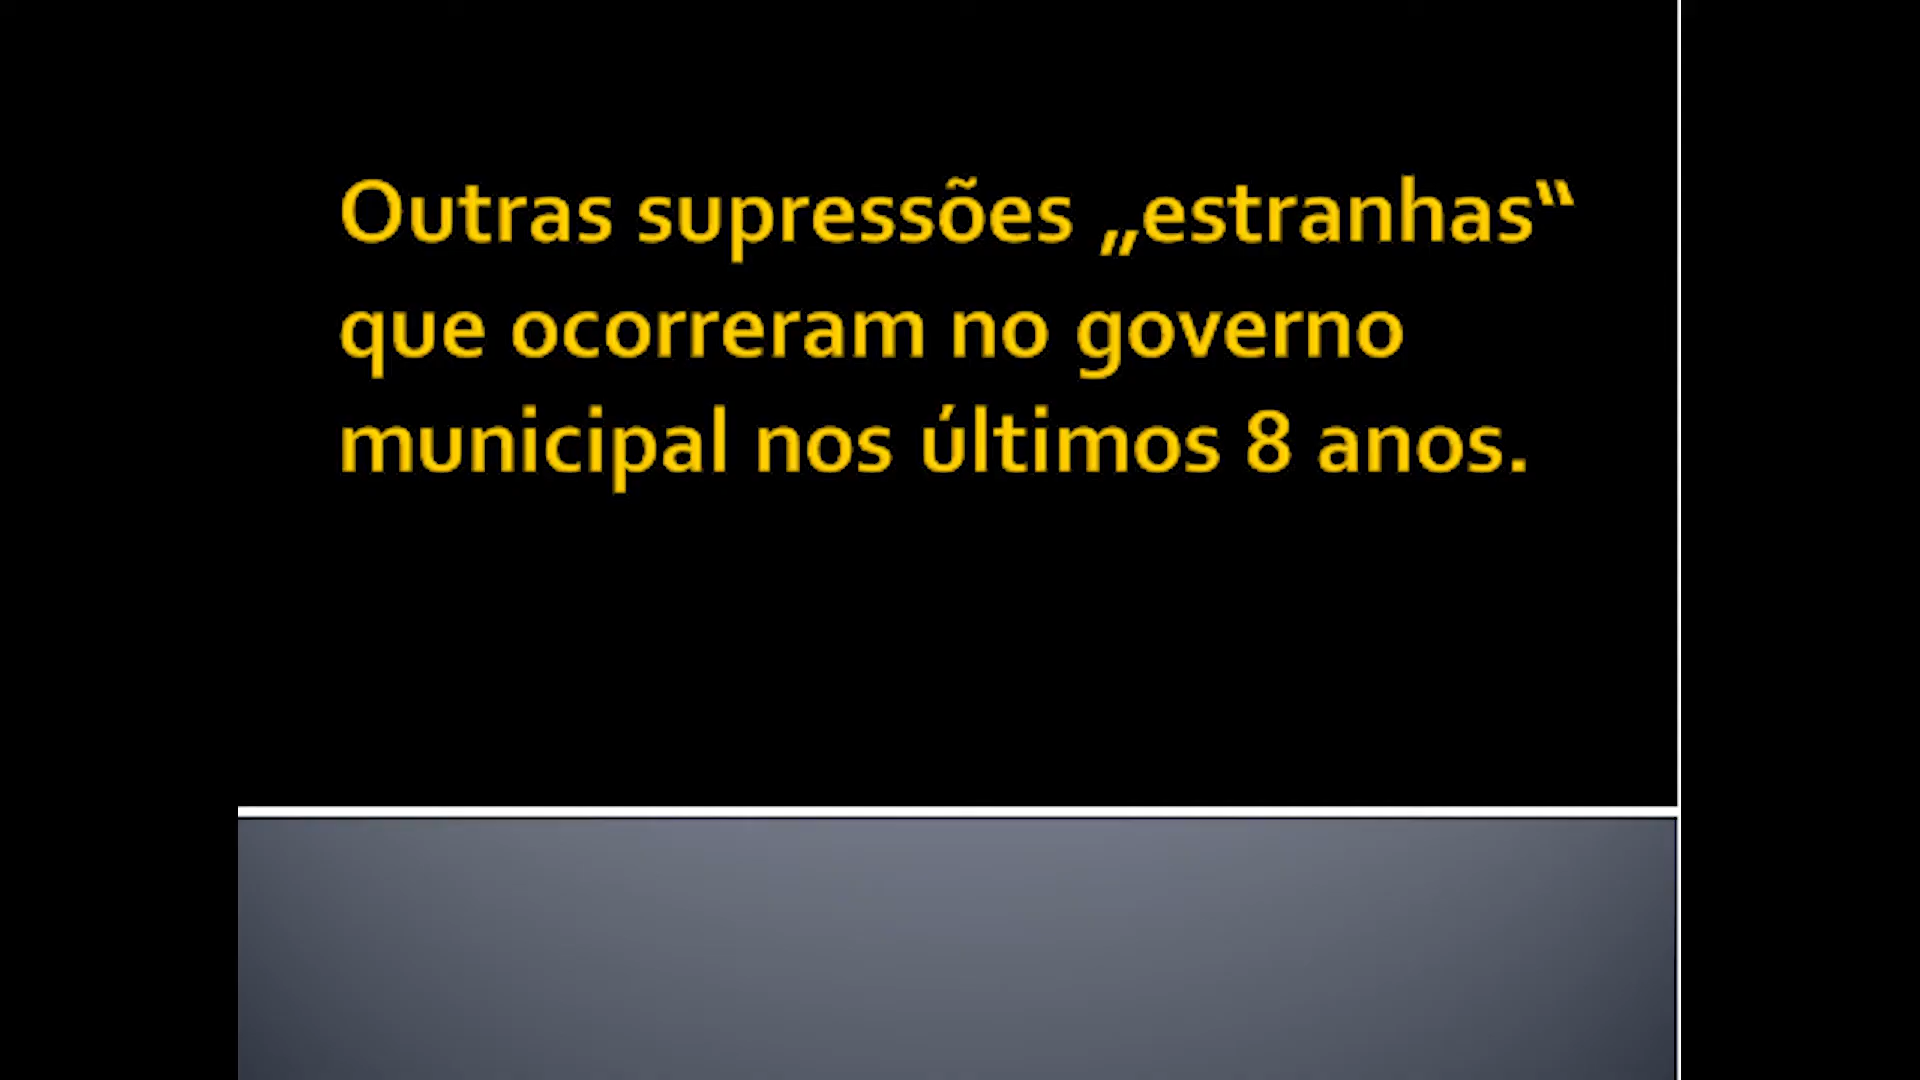 Outras supressões „estranhas“
que ocorreram no governo
municipal nos últimos 8 anos.